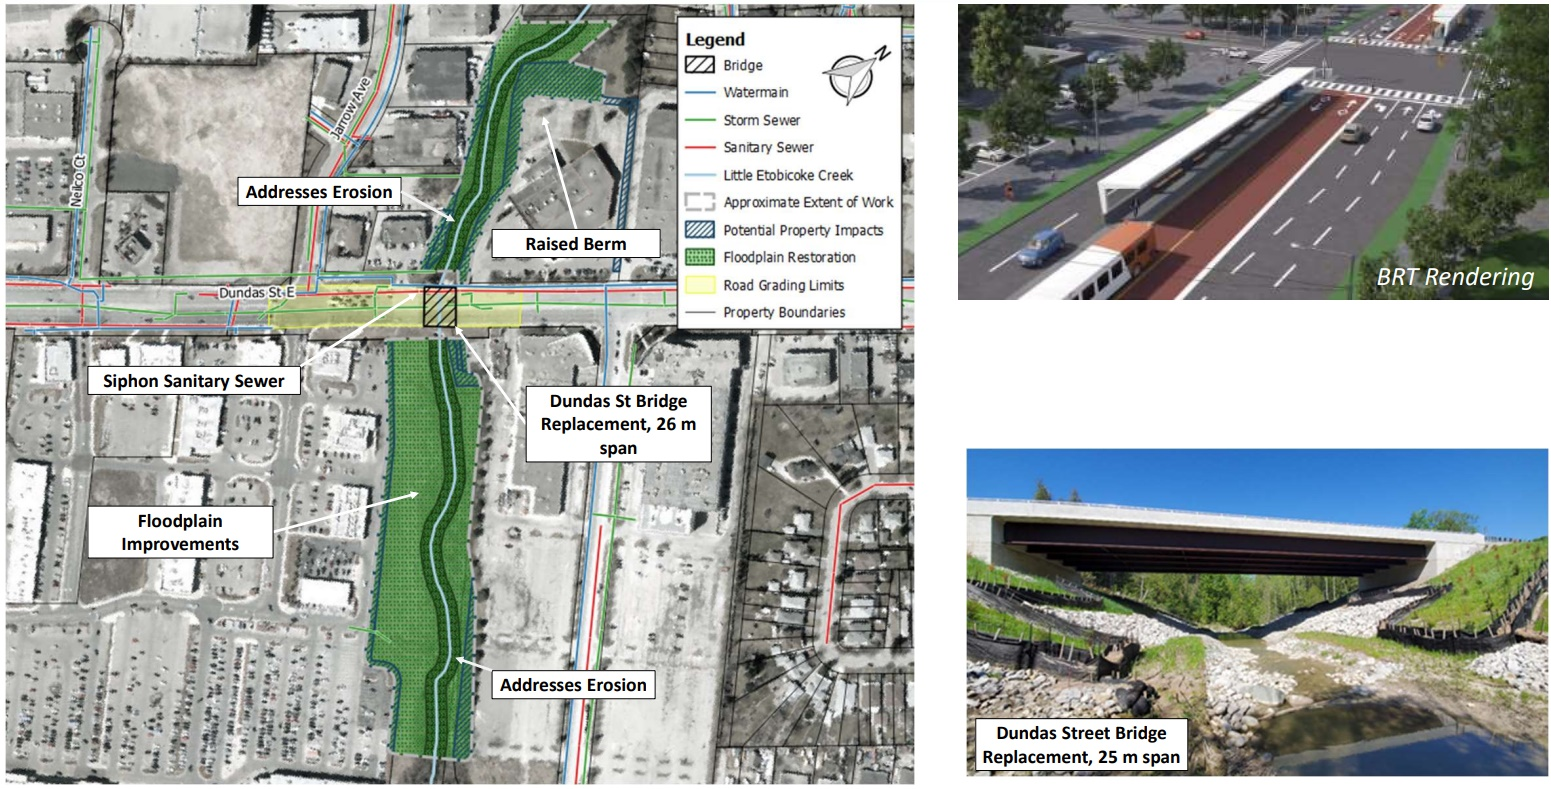 Neilco Ct
Jarrow Ave
Addresses Erosion
Raised Berm
Dundas St E
Siphon Sanitary Sewer
Dundas St Bridge
Replacement, 26 m
span
Floodplain
Improvements
Addresses Erosion
Legend
N
Bridge
Watermain
Storm Sewer
Sanitary Sewer
Little Etobicoke Creek
Approximate Extent of Work
Potential Property Impacts
Floodplain Restoration
Road Grading Limits
Property Boundaries
BRT Rendering
Dundas Street Bridge
Replacement, 25 m span